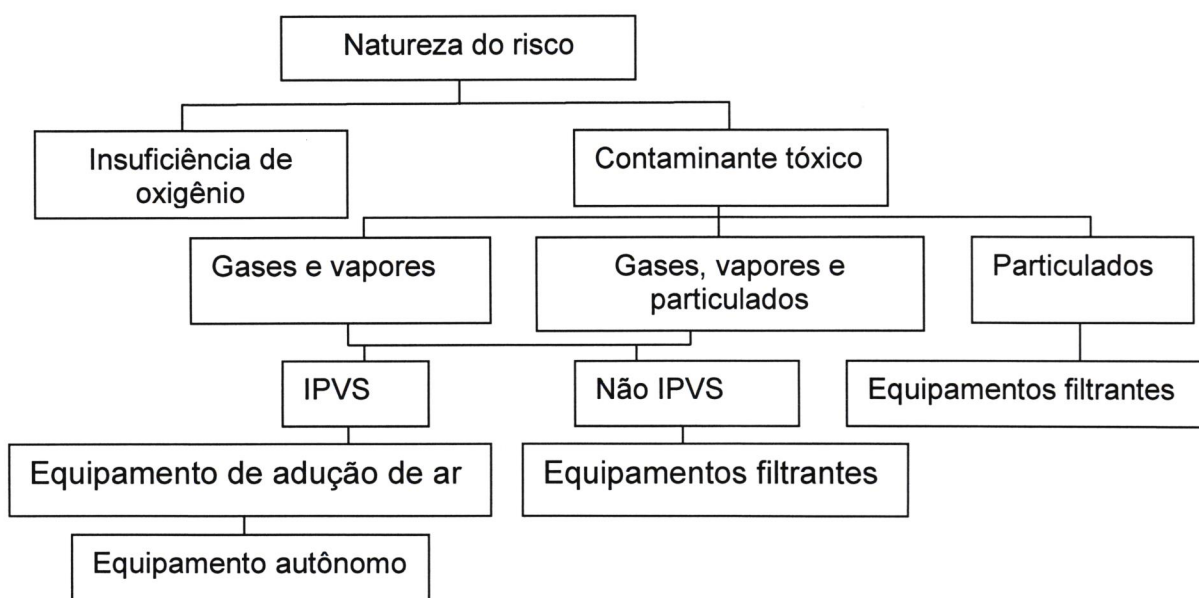 Natureza do risco
Insuficiência de
oxigênio
Contaminante tóxico
Gases e vapores
Gases, vapores e
particulados
Particulados
IPVS
Não IPVS
Equipamentos filtrantes
Equipamento de adução de ar
Equipamentos filtrantes
Equipamento autônomo